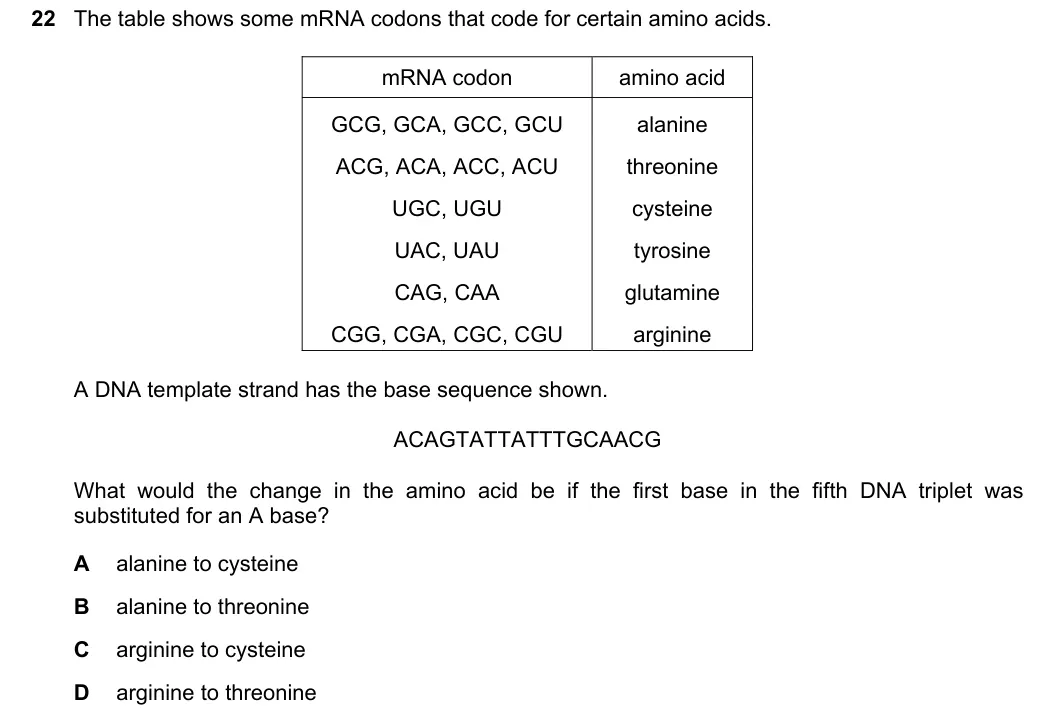 22 The table shows some mRNA codons that code for certain amino acids.
mRNA codon amino acid
GCG, GCA, GCC, GCU alanine
ACG, ACA, ACC, ACU threonine
UGC, UGU cysteine
UAC, UAU tyrosine
CAG, CAA glutamine
CGG, CGA, CGC, CGU arginine
A DNA template strand has the base sequence shown.
ACAGTATTATTTGCAACG
What would the change in the amino acid be if the first base in the fifth DNA triplet was
substituted for an A base?
A alanine to cysteine
B alanine to threonine
C arginine to cysteine
D arginine to threonine